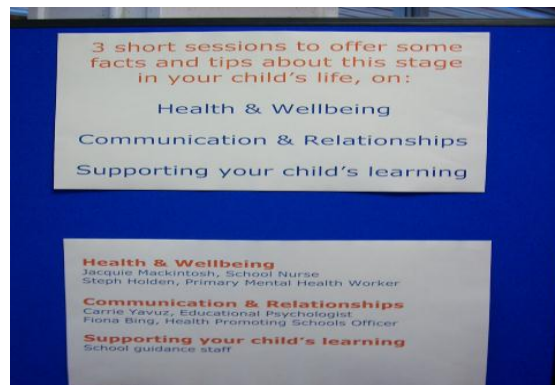 3 short sessions to offer some
facts and tips about this stage
in your child's life, on:
Health & Wellbeing
Communication & Relationships
Supporting your child's learning
Health & Wellbeing
Jacquie Mackintosh, School Nurse
Steph Holden, Primary Mental Health Worker
Communication & Relationships
Carrie Yavuz, Educational Psychologist
Fiona Bing, Health Promoting Schools Officer
Supporting your child's learning
School guidance staff